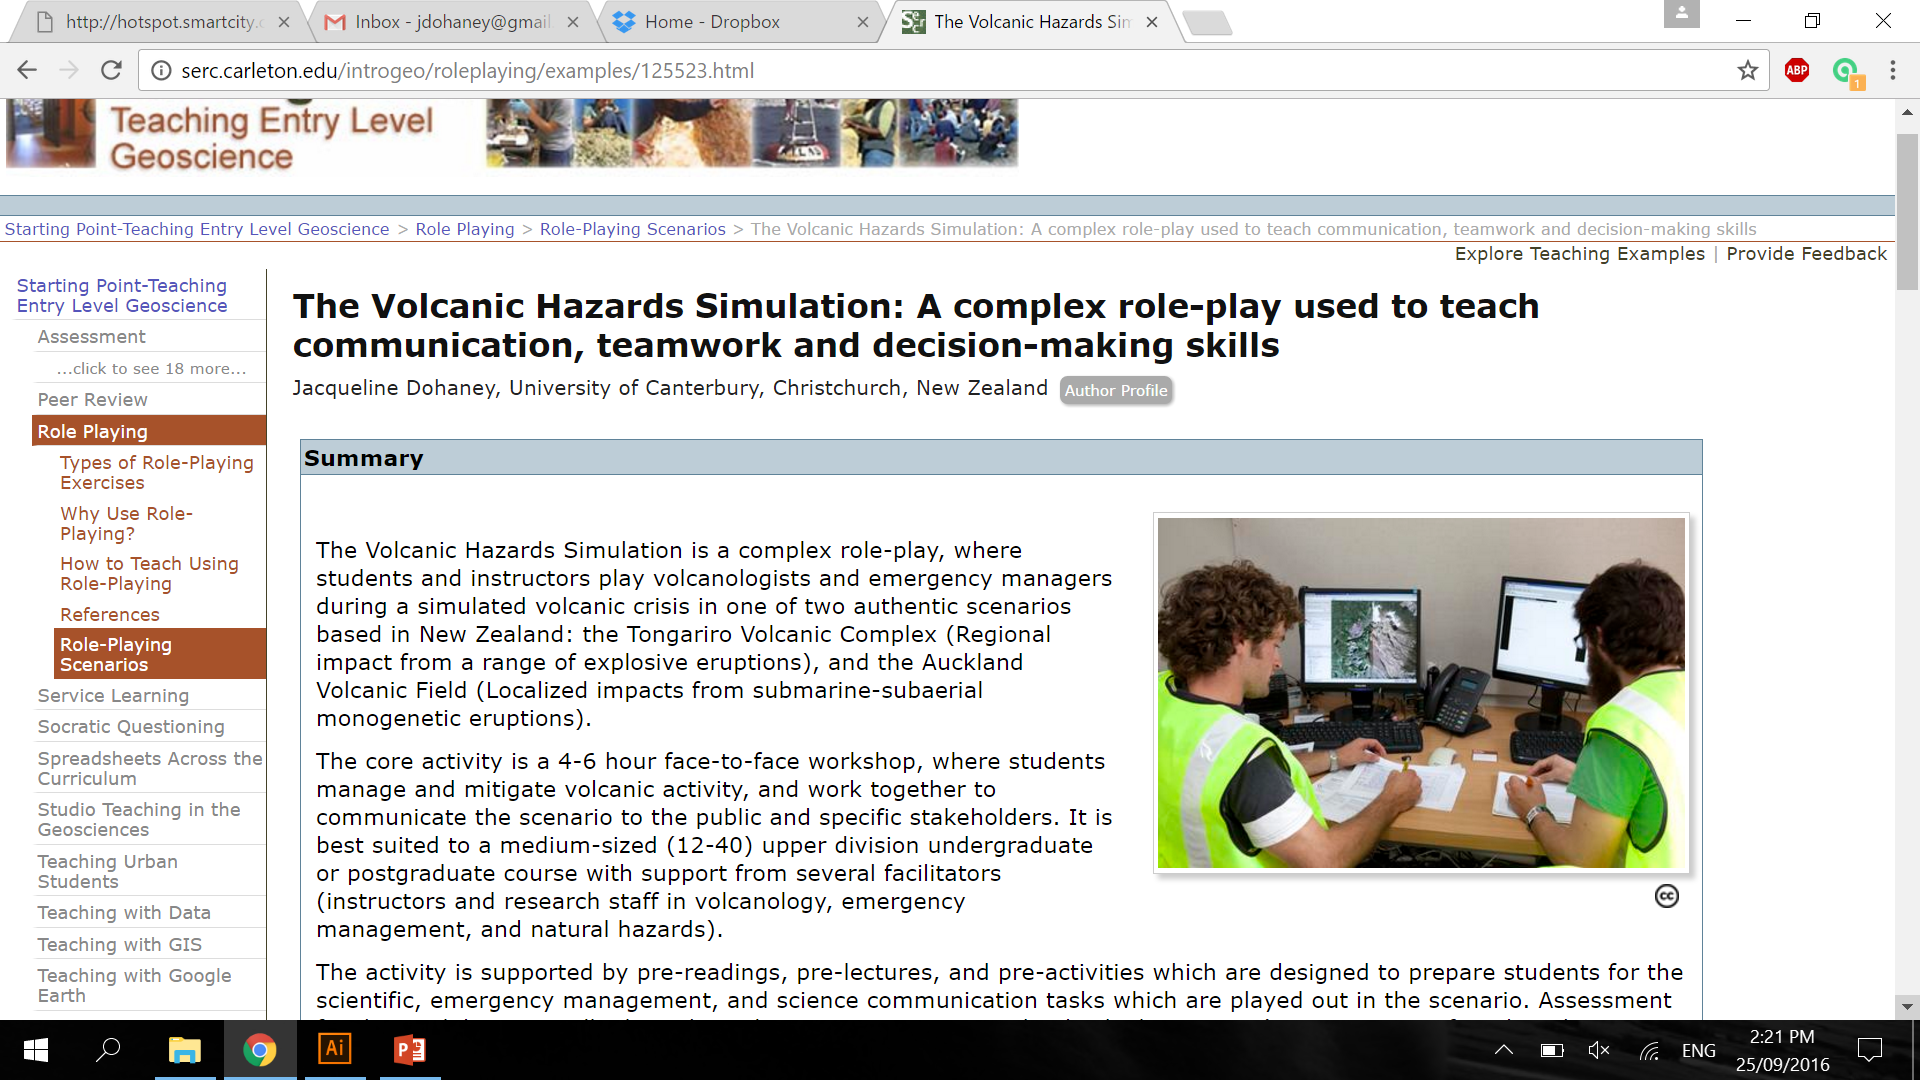 http://hotspot.smartcity.
Inbox - jdohaney@gmail
Home - Dropbox
The Volcanic Hazards Sim
serc.carleton.edu/introgeo/roleplaying/examples/125523.html
ABP
1
Teaching Entry Level
Geoscience
Starting Point-Teaching Entry Level Geoscience > Role Playing > Role-Playing Scenarios > The Volcanic Hazards Simulation: A complex role-play used to teach communication, teamwork and decision-making skills
Explore Teaching Examples | Provide Feedback
Starting Point-Teaching
Entry Level Geoscience
Assessment
...click to see 18 more...
Peer Review
Role Playing
Types of Role-Playing
Exercises
Why Use Role-
Playing?
How to Teach Using
Role-Playing
References
Role-Playing
Scenarios
Service Learning
Socratic Questioning
Spreadsheets Across the
Curriculum
Studio Teaching in the
Geosciences
Teaching Urban
Students
Teaching with Data
Teaching with GIS
Teaching with Google
Earth
The Volcanic Hazards Simulation: A complex role-play used to teach
communication, teamwork and decision-making skills
Jacqueline Dohaney, University of Canterbury, Christchurch, New Zealand Author Profile
Summary
The Volcanic Hazards Simulation is a complex role-play, where
students and instructors play volcanologists and emergency managers
during a simulated volcanic crisis in one of two authentic scenarios
based in New Zealand: the Tongariro Volcanic Complex (Regional
impact from a range of explosive eruptions), and the Auckland
Volcanic Field (Localized impacts from submarine-subaerial
monogenetic eruptions).
The core activity is a 4-6 hour face-to-face workshop, where students
manage and mitigate volcanic activity, and work together to
communicate the scenario to the public and specific stakeholders. It is
best suited to a medium-sized (12-40) upper division undergraduate
or postgraduate course with support from several facilitators
(instructors and research staff in volcanology, emergency
management, and natural hazards).
cc
The activity is supported by pre-readings, pre-lectures, and pre-activities which are designed to prepare students for the
scientific, emergency management, and science communication tasks which are played out in the scenario. Assessment
Ai
P
ENG
2:21 PM
25/09/2016